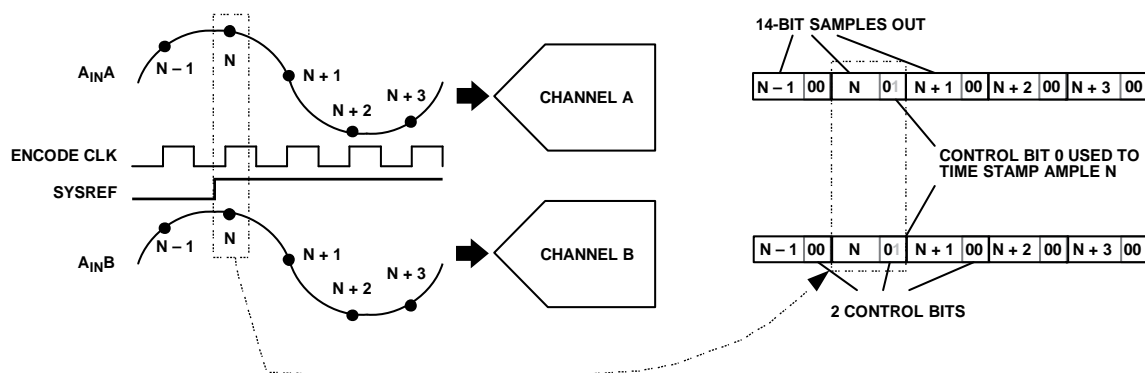 14-BIT SAMPLES OUT
AINA
N – 1
N
N + 1
N + 2
N + 3
CHANNEL A
N – 1 00 N 01 N + 1 00 N + 2 00 N + 3 00
ENCODE CLK
SYSREF
CONTROL BIT 0 USED TO
TIME STAMP AMPLE N
AINB
N – 1
N
N + 1
N + 2
N + 3
CHANNEL B
N – 1 00 N 01 N + 1 00 N + 2 00 N + 3 00
2 CONTROL BITS